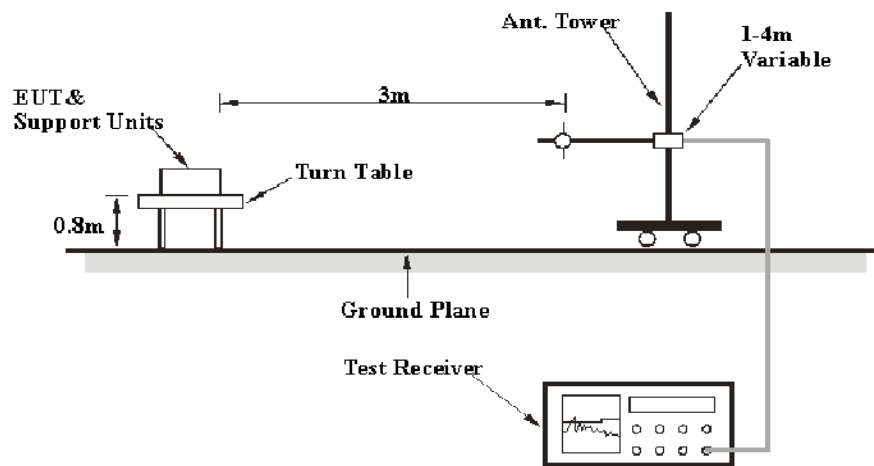 Ant. Tower
1-4m
Variable
3m
EUT &
Support Units
Turn Table
0.8m
Ground Plane
Test Receiver